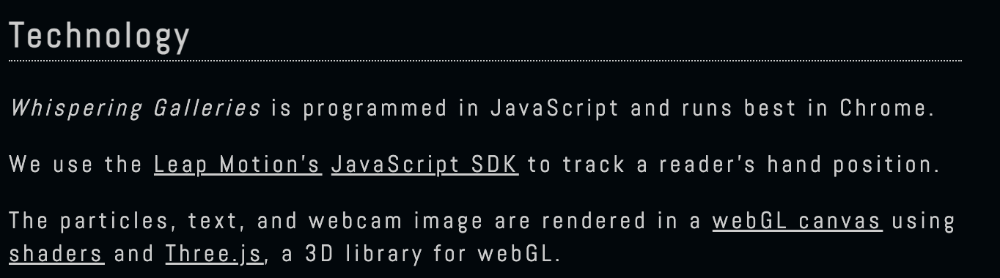 Technology
Whispering Galleries is programmed in JavaScript and runs best in Chrome.
We use the Leap Motion's JavaScript SDK to track a reader's hand position.
The particles, text, and webcam image are rendered in a webGL canvas using
shaders and Three.js, a 3D library for webGL.